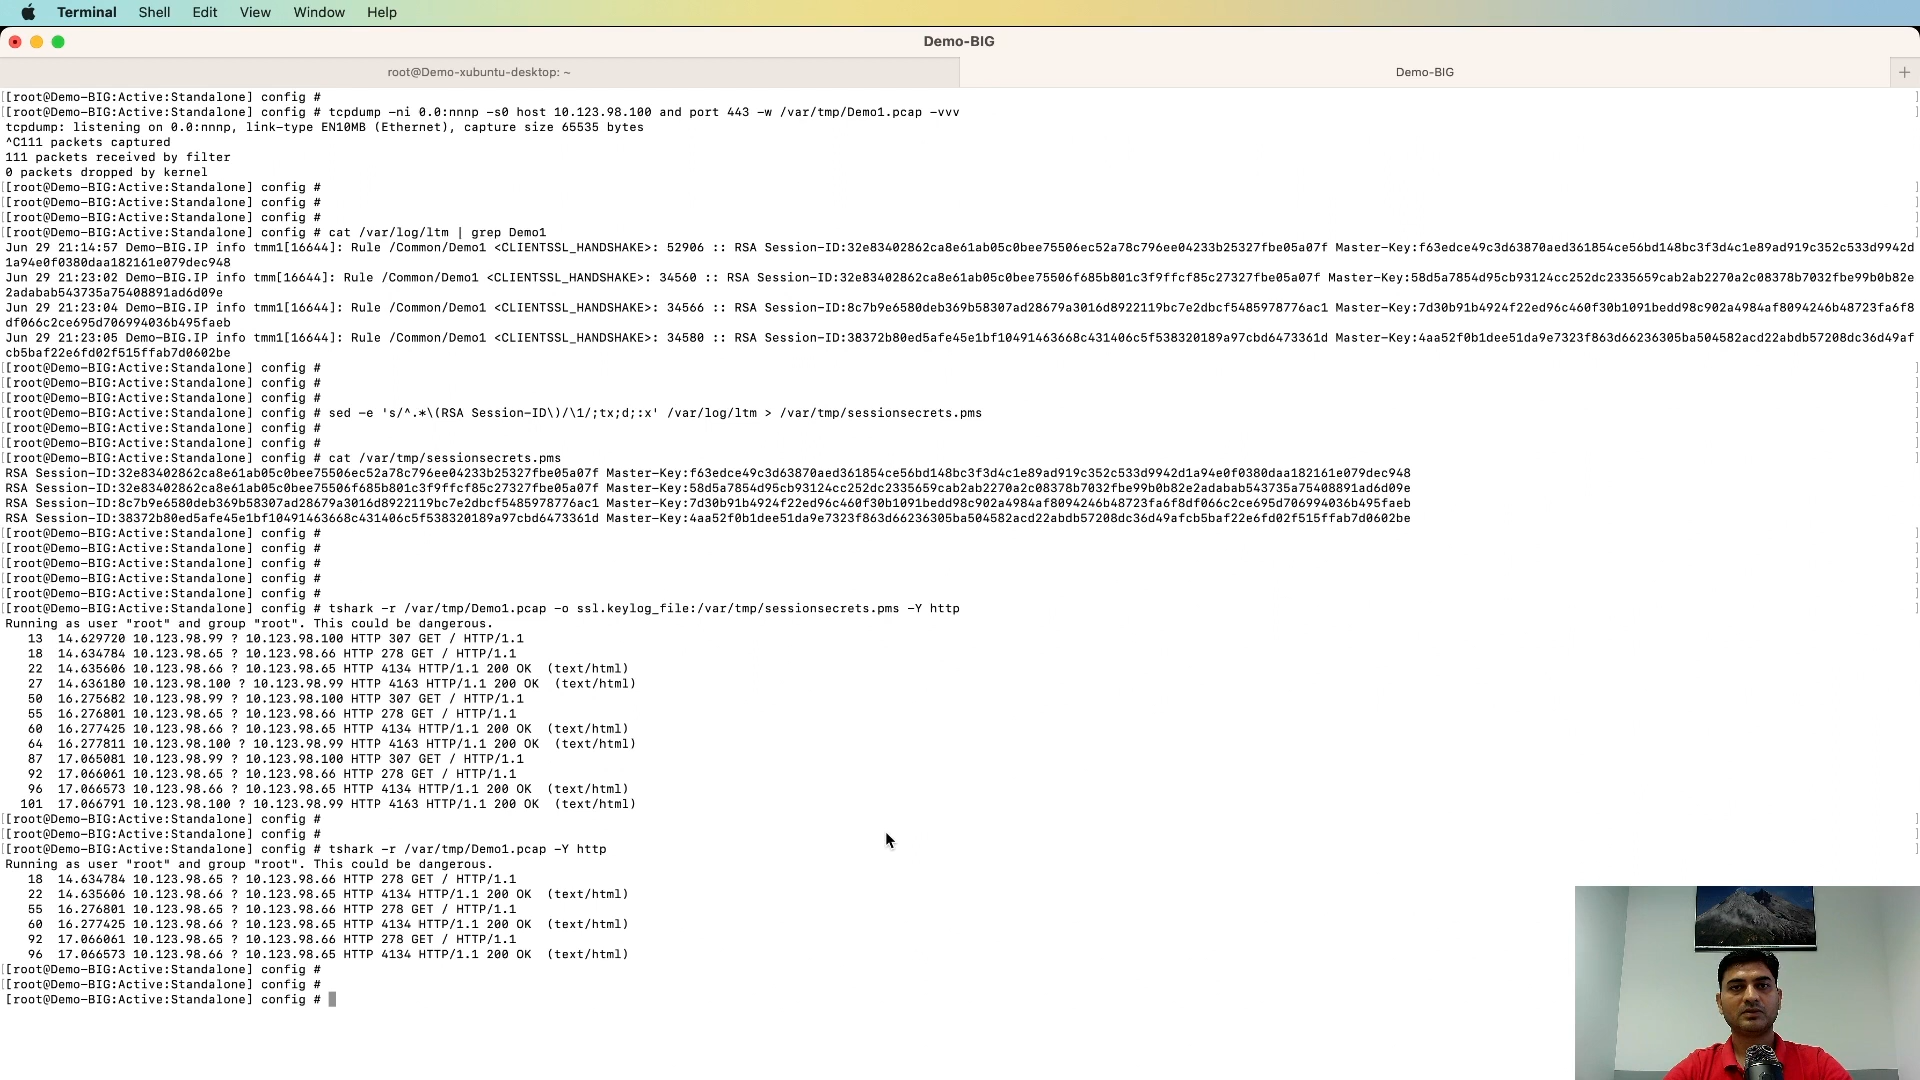 Terminal Shell Edit View Window Help
Demo-BIG
root@Demo-xubuntu-desktop: ~
Demo-BIG
[root@Demo-BIG:Active:Standalone] config #
[root@Demo-BIG:Active:Standalone] config # tcpdump -ni 0.0:nnnp -s0 host 10.123.98.100 and port 443 -w /var/tmp/Demo1.pcap -vvv
tcpdump: listening on 0.0:nnnp, link-type EN10MB (Ethernet), capture size 65535 bytes
^C111 packets captured
111 packets received by filter
0 packets dropped by kernel
[root@Demo-BIG:Active:Standalone] config #
[root@Demo-BIG:Active:Standalone] config #
[root@Demo-BIG:Active:Standalone] config #
[root@Demo-BIG:Active:Standalone] config # cat /var/log/ltm | grep Demo1
Jun 29 21:14:57 Demo-BIG.IP info tmm1[16644]: Rule /Common/Demo1 <CLIENTSSL_HANDSHAKE>: 52906 :: RSA Session-ID:32e83402862ca8e61ab05c0bee75506ec52a78c796ee04233b25327fbe05a07f Master-Key:f63edce49c3d63870aed361854ce56bd148bc3f3d4c1e89ad919c352c533d9942d
1a94e0f0380daa182161e079dec948
Jun 29 21:23:02 Demo-BIG.IP info tmm[16644]: Rule /Common/Demo1 <CLIENTSSL_HANDSHAKE>: 34560 :: RSA Session-ID:32e83402862ca8e61ab05c0bee75506f685b801c3f9ffcf85c27327fbe05a07f Master-Key:58d5a7854d95cb93124cc252dc2335659cab2ab2270a2c08378b7032fbe99b0b82e
2adabab543735a75408891ad6d09e
Jun 29 21:23:04 Demo-BIG.IP info tmm1[16644]: Rule /Common/Demo1 <CLIENTSSL_HANDSHAKE>: 34566 :: RSA Session-ID:8c7b9e6580deb369b58307ad28679a3016d8922119bc7e2dbcf5485978776ac1 Master-Key:7d30b91b4924f22ed96c460f30b1091bedd98c902a4984af8094246b48723fa6f8
df066c2ce695d706994036b495faeb
Jun 29 21:23:05 Demo-BIG.IP info tmm1[16644]: Rule /Common/Demo1 <CLIENTSSL_HANDSHAKE>: 34580 :: RSA Session-ID:38372b80ed5afe45e1bf10491463668c431406c5f538320189a97cbd6473361d Master-Key:4aa52f0b1dee51da9e7323f863d66236305ba504582acd22abdb57208dc36d49af
cb5baf22e6fd02f515ffab7d0602be
[root@Demo-BIG:Active:Standalone] config #
[root@Demo-BIG:Active:Standalone] config #
[root@Demo-BIG:Active:Standalone] config #
[root@Demo-BIG:Active:Standalone] config # sed -e 's/^.*\(RSA Session-ID\)/\1/;tx;d;:x' /var/log/ltm > /var/tmp/sessionsecrets.pms
[root@Demo-BIG:Active:Standalone] config #
[root@Demo-BIG:Active:Standalone] config #
[root@Demo-BIG:Active:Standalone] config # cat /var/tmp/sessionsecrets.pms
RSA Session-ID:32e83402862ca8e61ab05c0bee75506ec52a78c796ee04233b25327fbe05a07f Master-Key:f63edce49c3d63870aed361854ce56bd148bc3f3d4c1e89ad919c352c533d9942d1a94e0f0380daa182161e079dec948
RSA Session-ID:32e83402862ca8e61ab05c0bee75506f685b801c3f9ffcf85c27327fbe05a07f Master-Key:58d5a7854d95cb93124cc252dc2335659cab2ab2270a2c08378b7032fbe99b0b82e2adabab543735a75408891ad6d09e
RSA Session-ID:8c7b9e6580deb369b58307ad28679a3016d8922119bc7e2dbcf5485978776ac1 Master-Key:7d30b91b4924f22ed96c460f30b1091bedd98c902a4984af8094246b48723fa6f8df066c2ce695d706994036b495faeb
RSA Session-ID:38372b80ed5afe45e1bf10491463668c431406c5f538320189a97cbd6473361d Master-Key:4aa52f0b1dee51da9e7323f863d66236305ba504582acd22abdb57208dc36d49afcb5baf22e6fd02f515ffab7d0602be
[root@Demo-BIG:Active:Standalone] config #
[root@Demo-BIG:Active:Standalone] config #
[root@Demo-BIG:Active:Standalone] config #
[root@Demo-BIG:Active:Standalone] config #
[root@Demo-BIG:Active:Standalone] config #
[root@Demo-BIG:Active:Standalone] config # tshark -r /var/tmp/Demo1.pcap -o ssl.keylog_file:/var/tmp/sessionsecrets.pms -Y http
Running as user "root" and group "root". This could be dangerous.
13 14.629720 10.123.98.99 ? 10.123.98.100 HTTP 307 GET / HTTP/1.1
18 14.634784 10.123.98.65 ? 10.123.98.66 HTTP 278 GET / HTTP/1.1
22 14.635606 10.123.98.66 ? 10.123.98.65 HTTP 4134 HTTP/1.1 200 OK (text/html)
27 14.636180 10.123.98.100 ? 10.123.98.99 HTTP 4163 HTTP/1.1 200 OK (text/html)
50 16.275682 10.123.98.99 ? 10.123.98.100 HTTP 307 GET / HTTP/1.1
55 16.276801 10.123.98.65 ? 10.123.98.66 HTTP 278 GET / HTTP/1.1
60 16.277425 10.123.98.66 ? 10.123.98.65 HTTP 4134 HTTP/1.1 200 OK (text/html)
64 16.277811 10.123.98.100 ? 10.123.98.99 HTTP 4163 HTTP/1.1 200 OK (text/html)
87 17.065081 10.123.98.99 ? 10.123.98.100 HTTP 307 GET / HTTP/1.1
92 17.066061 10.123.98.65 ? 10.123.98.66 HTTP 278 GET / HTTP/1.1
96 17.066573 10.123.98.66 ? 10.123.98.65 HTTP 4134 HTTP/1.1 200 OK (text/html)
101 17.066791 10.123.98.100 ? 10.123.98.99 HTTP 4163 HTTP/1.1 200 OK (text/html)
[root@Demo-BIG:Active:Standalone] config #
[root@Demo-BIG:Active:Standalone] config #
[root@Demo-BIG:Active:Standalone] config # tshark -r /var/tmp/Demo1.pcap -Y http
Running as user "root" and group "root". This could be dangerous.
18 14.634784 10.123.98.65 ? 10.123.98.66 HTTP 278 GET / HTTP/1.1
22 14.635606 10.123.98.66 ? 10.123.98.65 HTTP 4134 HTTP/1.1 200 OK (text/html)
55 16.276801 10.123.98.65 ? 10.123.98.66 HTTP 278 GET / HTTP/1.1
60 16.277425 10.123.98.66 ? 10.123.98.65 HTTP 4134 HTTP/1.1 200 OK (text/html)
92 17.066061 10.123.98.65 ? 10.123.98.66 HTTP 278 GET / HTTP/1.1
96 17.066573 10.123.98.66 ? 10.123.98.65 HTTP 4134 HTTP/1.1 200 OK (text/html)
[root@Demo-BIG:Active:Standalone] config #
[root@Demo-BIG:Active:Standalone] config #
[root@Demo-BIG:Active:Standalone] config #